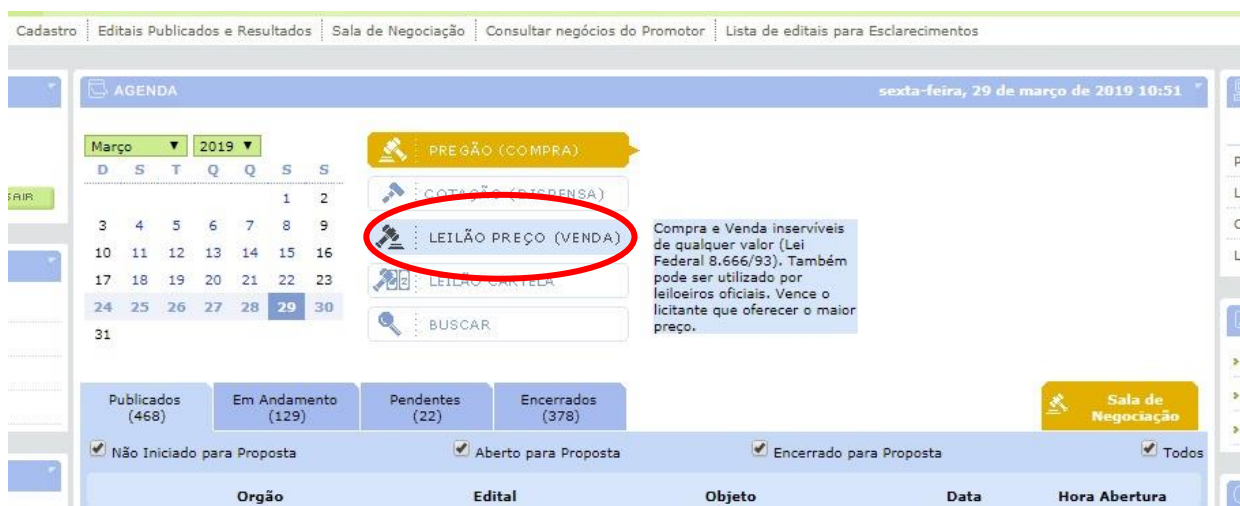 Cadastro Editais Publicados e Resultados Sala de Negociação Consultar negócios do Promotor Lista de editais para Esclarecimentos
AGENDA sexta-feira, 29 de março de 2019 10:51
Março ▼ 2019 ▼
D S T Q Q S S
1 2
3 4 5 6 7 8 9
10 11 12 13 14 15 16
17 18 19 20 21 22 23
24 25 26 27 28 29 30
31
SAIR
PREGÃO (COMPRA)
COTAÇÃO (DISPENSA)
LEILÃO PREÇO (VENDA)
LEILÃO CARTELA
BUSCAR
Compra e Venda inservíveis
de qualquer valor (Lei
Federal 8.666/93). Também
pode ser utilizado por
leiloeiros oficiais. Vence o
licitante que oferecer o maior
preço.
Publicados
(468)
Em Andamento
(129)
Pendentes
(22)
Encerrados
(378)
Sala de
Negociação
Não Iniciado para Proposta Aberto para Proposta Encerrado para Proposta Todos
Orgão Edital Objeto Data Hora Abertura